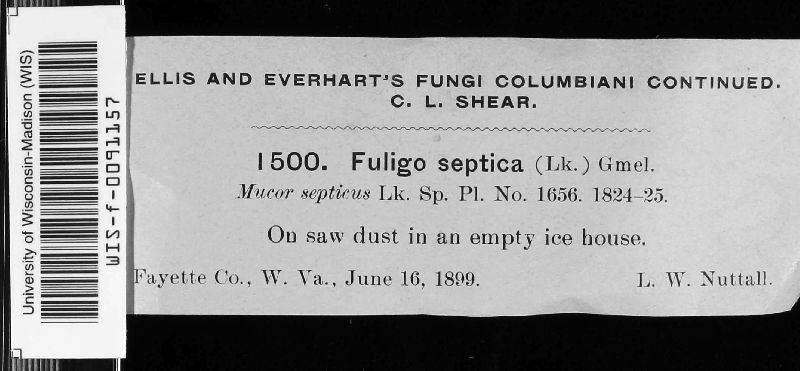 ELLIS AND EVERHART'S FUNGI COLUMBIANI CONTINUED.
C. L. SHEAR.
1500. Fuligo septica (Lk.) Gmel.
Mucor septicus Lk. Sp. Pl. No. 1656. 1824-25.
On saw dust in an empty ice house.
Fayette Co., W. Va., June 16, 1899. L. W. Nuttall.
University of Wisconsin-Madison (WIS)
WIS-f-0091157